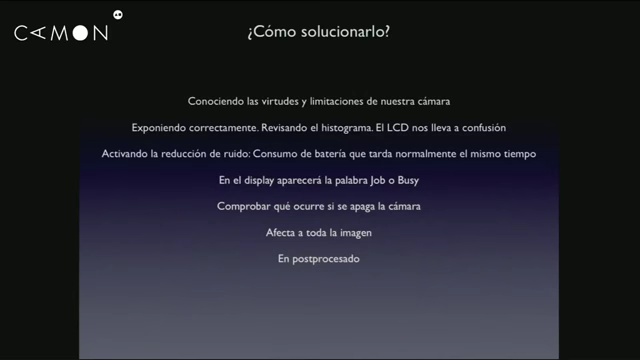 CAMON
¿Cómo solucionarlo?
Conociendo las virtudes y limitaciones de nuestra cámara
Exponiendo correctamente. Revisando el histograma. El LCD nos lleva a confusión
Activando la reducción de ruido: Consumo de batería que tarda normalmente el mismo tiempo
En el display aparecerá la palabra Job o Busy
Comprobar qué ocurre si se apaga la cámara
Afecta a toda la imagen
En postprocesado